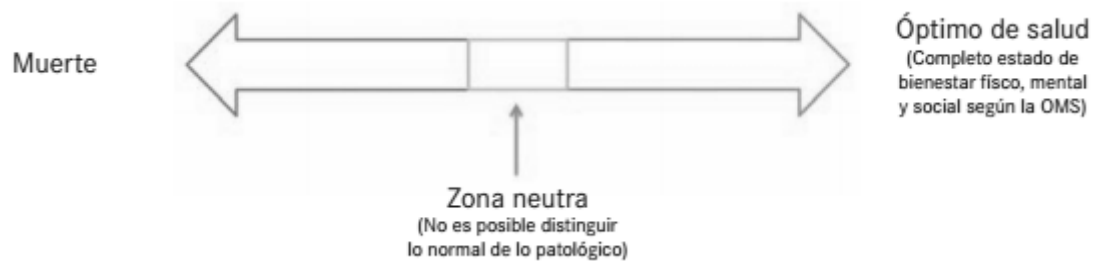 Muerte
Óptimo de salud
(Completo estado de
bienestar físco, mental
y social según la OMS)
Zona neutra
(No es posible distinguir
lo normal de lo patológico)